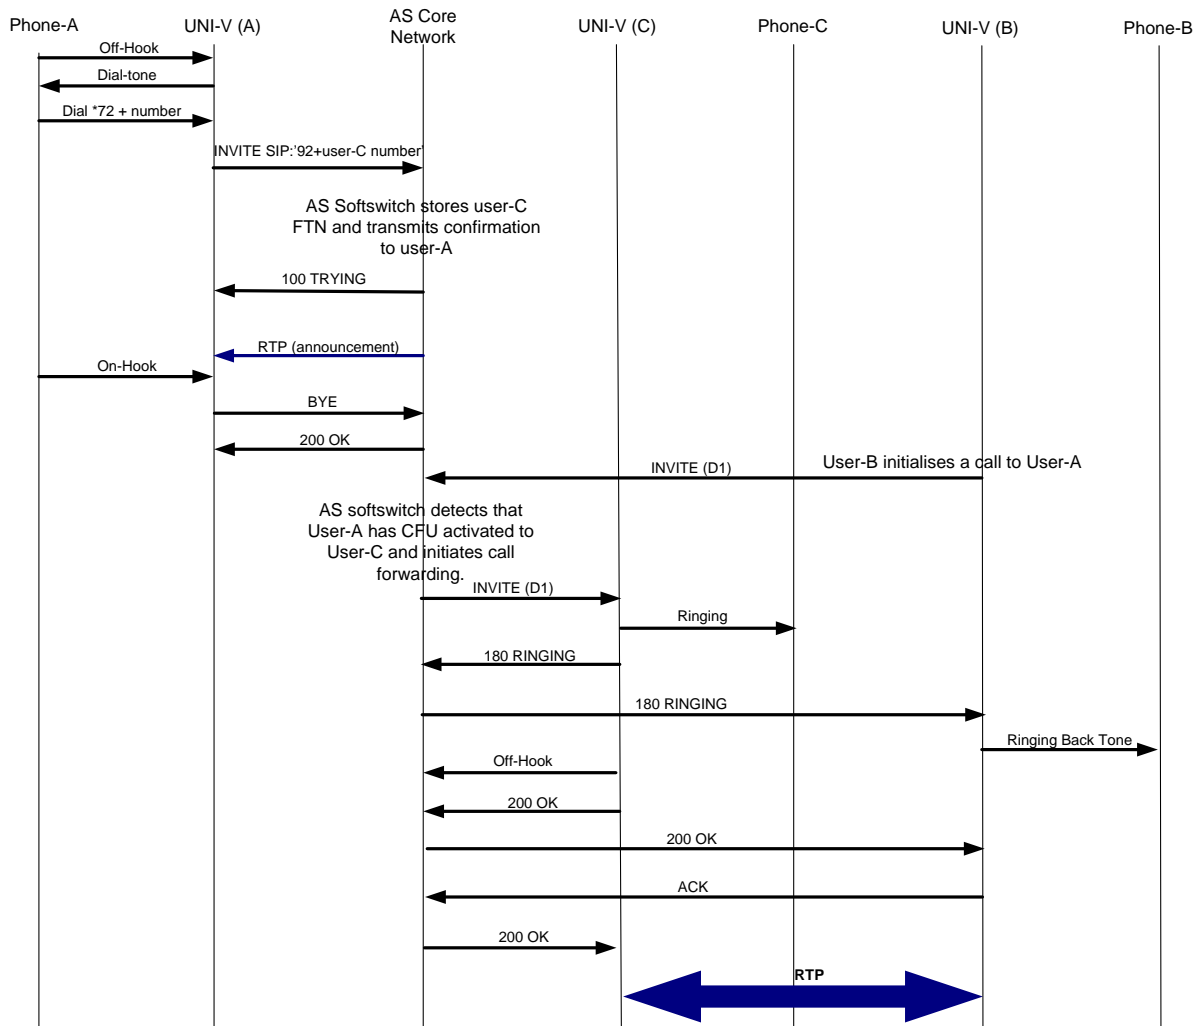 Phone-A
UNI-V (A)
AS Core
Network
UNI-V (C)
Phone-C
UNI-V (B)
Phone-B
Off-Hook
Dial-tone
Dial *72 + number
INVITE SIP:'92+user-C number'
AS Softswitch stores user-C
FTN and transmits confirmation
to user-A
100 TRYING
RTP (announcement)
On-Hook
BYE
200 OK
User-B initialises a call to User-A
INVITE (D1)
AS softswitch detects that
User-A has CFU activated to
User-C and initiates call
forwarding.
INVITE (D1)
Ringing
180 RINGING
180 RINGING
Ringing Back Tone
Off-Hook
200 OK
200 OK
ACK
200 OK
RTP